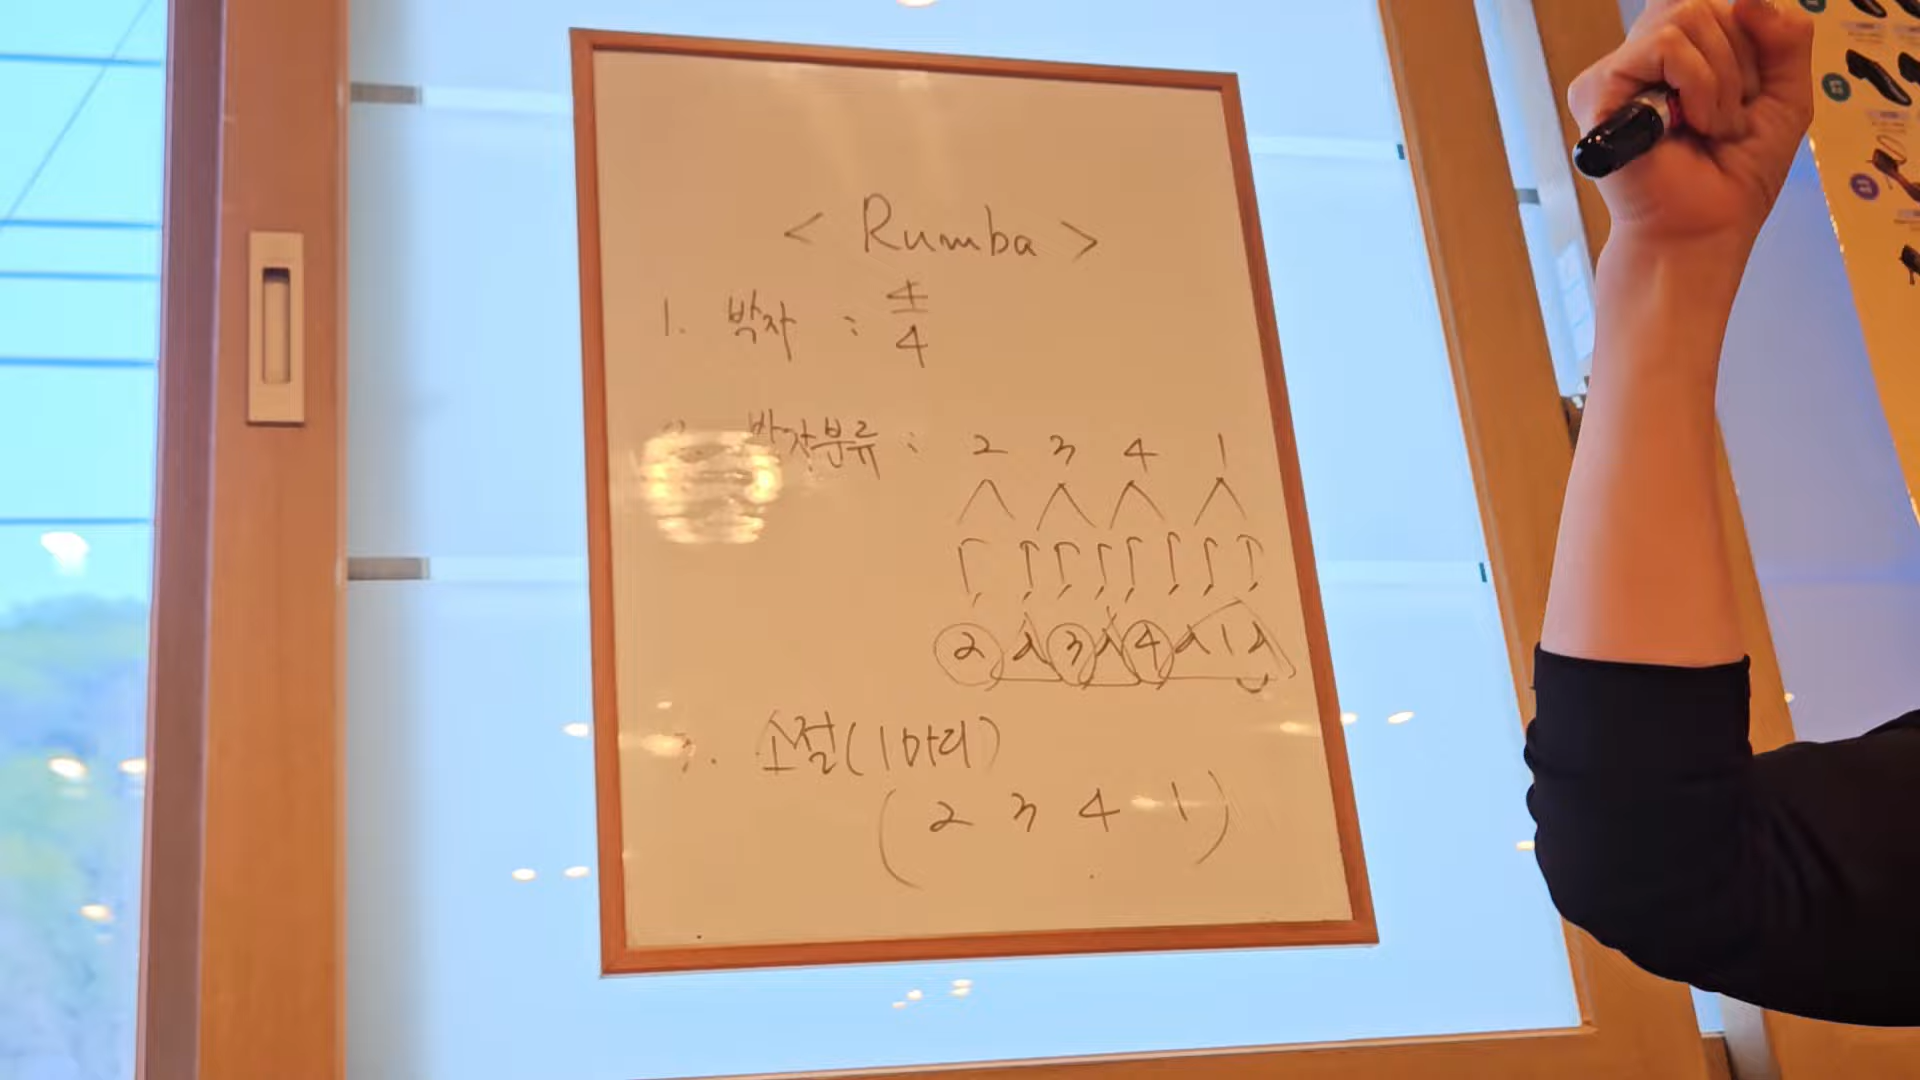 < Rumba >
1. 박자 : 4/4
2. 박자분류 : 2 3 4 1
2 a 3 a 4 a 1 a
3. 소절(1마디)
( 2 3 4 1 )